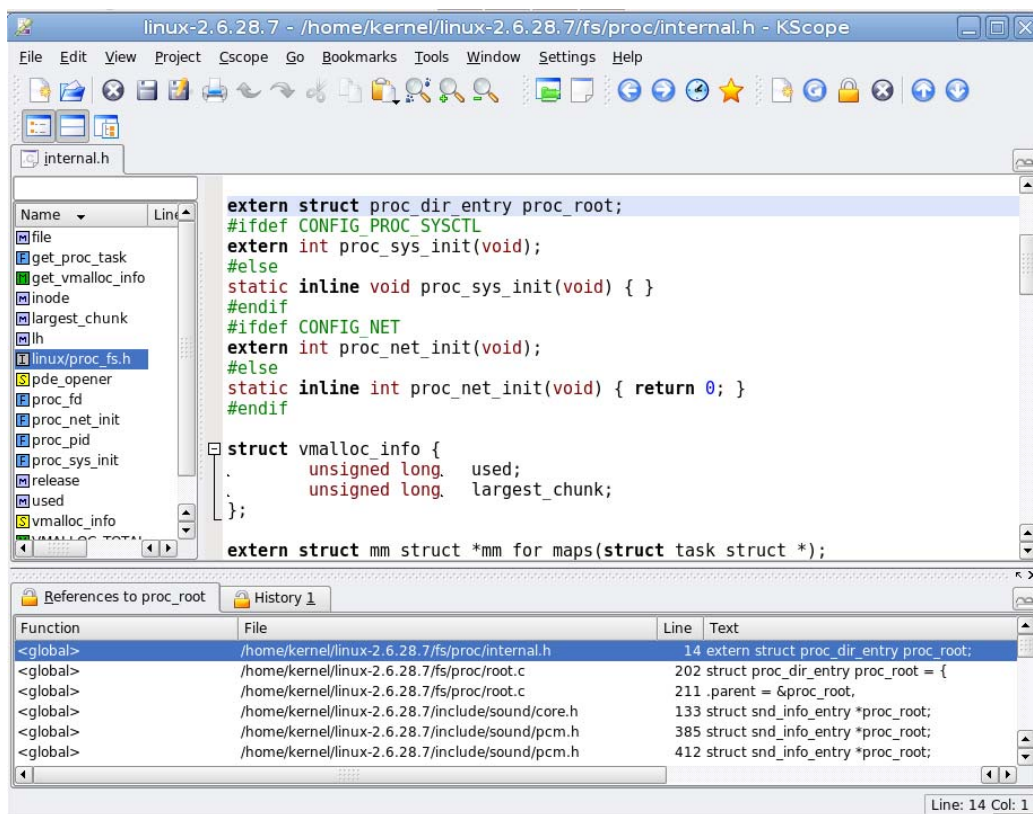 linux-2.6.28.7 - /home/kernel/linux-2.6.28.7/fs/proc/internal.h - KScope
File Edit View Project Cscope Go Bookmarks Tools Window Settings Help
internal.h
Name Line
file
get_proc_task
get_vmalloc_info
inode
largest_chunk
lh
linux/proc_fs.h
pde_opener
proc_fd
proc_net_init
proc_pid
proc_sys_init
release
used
vmalloc_info
VMALLOC_TOTAL
extern struct proc_dir_entry proc_root;
#ifdef CONFIG_PROC_SYSCTL
extern int proc_sys_init(void);
#else
static inline void proc_sys_init(void) { }
#endif
#ifdef CONFIG_NET
extern int proc_net_init(void);
#else
static inline int proc_net_init(void) { return 0; }
#endif
struct vmalloc_info {
unsigned long used;
unsigned long largest_chunk;
};
extern struct mm_struct *mm_for_maps(struct task_struct *);
References to proc_root History 1
Function File Line Text
<global> /home/kernel/linux-2.6.28.7/fs/proc/internal.h 14 extern struct proc_dir_entry proc_root;
<global> /home/kernel/linux-2.6.28.7/fs/proc/root.c 202 struct proc_dir_entry proc_root = {
<global> /home/kernel/linux-2.6.28.7/fs/proc/root.c 211 .parent = &proc_root,
<global> /home/kernel/linux-2.6.28.7/include/sound/core.h 133 struct snd_info_entry *proc_root;
<global> /home/kernel/linux-2.6.28.7/include/sound/pcm.h 385 struct snd_info_entry *proc_root;
<global> /home/kernel/linux-2.6.28.7/include/sound/pcm.h 412 struct snd_info_entry *proc_root;
Line: 14 Col: 1